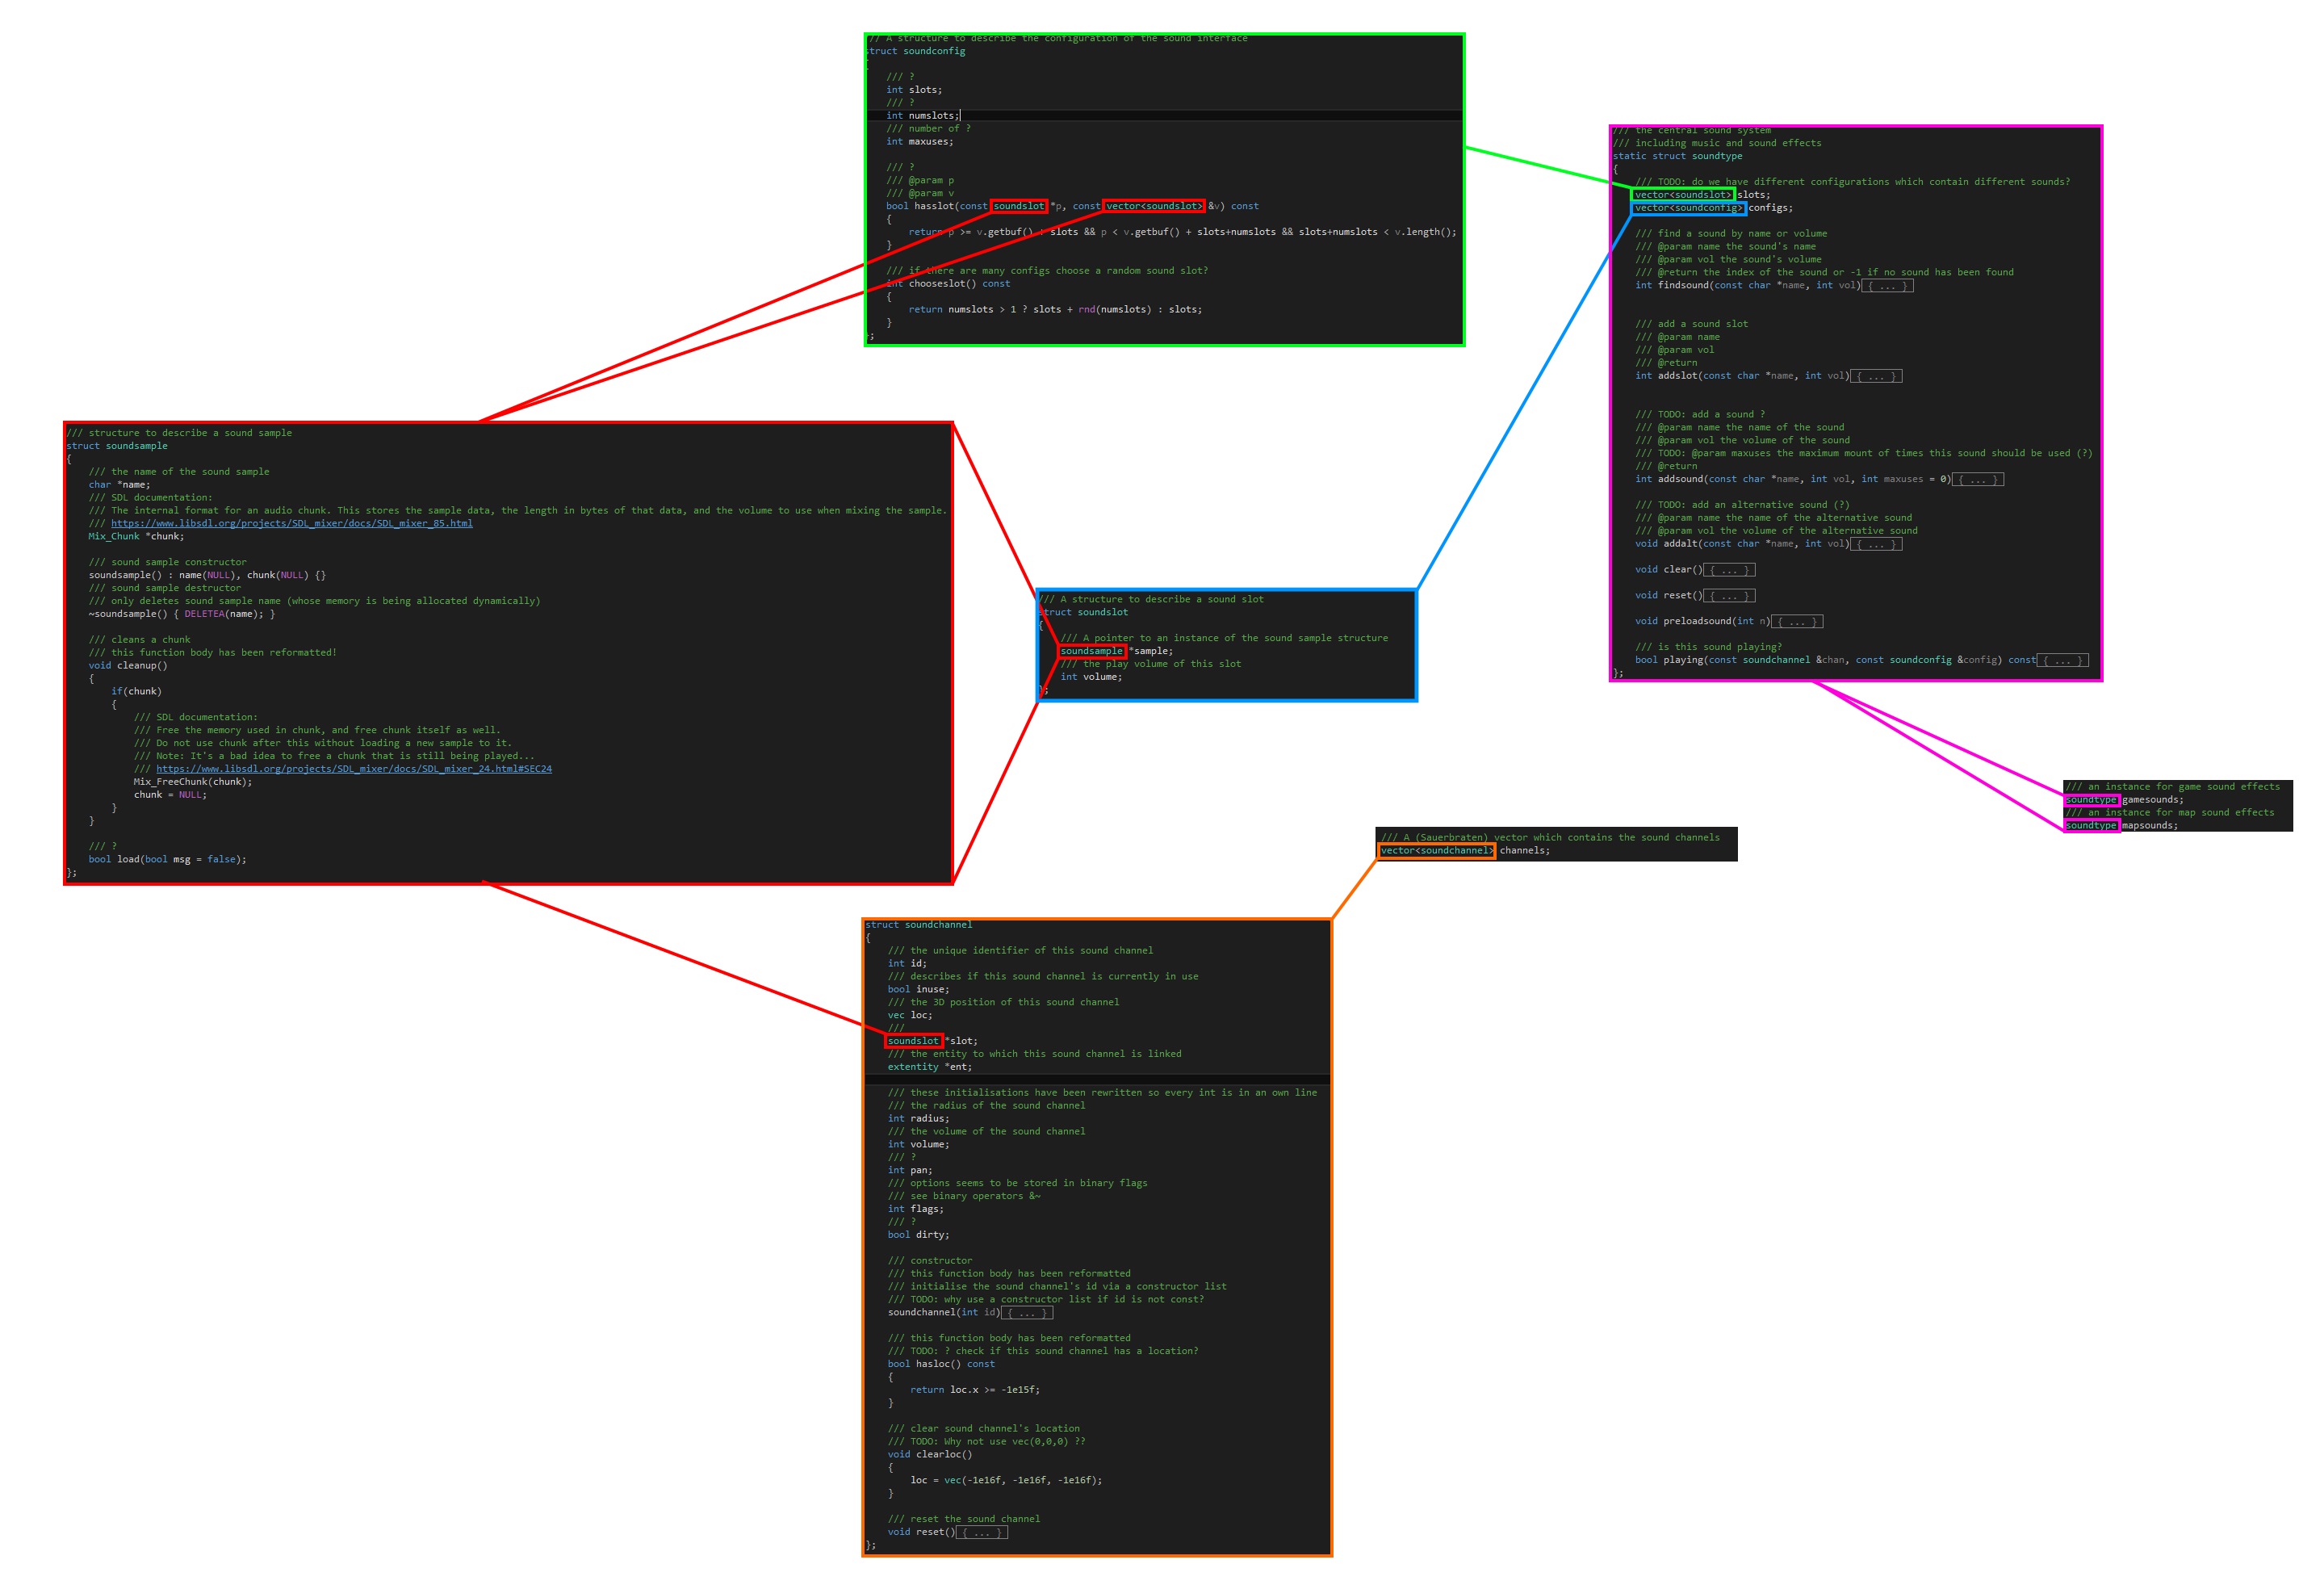 /// A structure to describe the configuration of the sound interface
struct soundconfig
{
/// ?
int slots;
/// ?
int numslots;
/// number of ?
int maxuses;
/// ?
/// @param p
/// @param v
bool hasslot(const soundslot *p, const vector<soundslot> &v) const
{
return p >= v.getbuf() + slots && p < v.getbuf() + slots+numslots && slots+numslots < v.length();
}
/// if there are many configs choose a random sound slot?
int chooseslot() const
{
return numslots > 1 ? slots + rnd(numslots) : slots;
}
};
/// the central sound system
/// including music and sound effects
static struct soundtype
{
/// TODO: do we have different configurations which contain different sounds?
vector<soundslot> slots;
vector<soundconfig> configs;
/// find a sound by name or volume
/// @param name the sound's name
/// @param vol the sound's volume
/// @return the index of the sound or -1 if no sound has been found
int findsound(const char *name, int vol){ ... }
/// add a sound slot
/// @param name
/// @param vol
/// @return
int addslot(const char *name, int vol){ ... }
/// TODO: add a sound ?
/// @param name the name of the sound
/// @param vol the volume of the sound
/// TODO: @param maxuses the maximum mount of times this sound should be used (?)
/// @return
int addsound(const char *name, int vol, int maxuses = 0){ ... }
/// TODO: add an alternative sound (?)
/// @param name the name of the alternative sound
/// @param vol the volume of the alternative sound
void addalt(const char *name, int vol){ ... }
void clear(){ ... }
void reset(){ ... }
void preloadsound(int n){ ... }
/// is this sound playing?
bool playing(const soundchannel &chan, const soundconfig &config) const{ ... }
};
/// structure to describe a sound sample
struct soundsample
{
/// the name of the sound sample
char *name;
/// SDL documentation:
/// The internal format for an audio chunk. This stores the sample data, the length in bytes of that data, and the volume to use when mixing the sample.
/// https://www.libsdl.org/projects/SDL_mixer/docs/SDL_mixer_85.html
Mix_Chunk *chunk;
/// sound sample constructor
soundsample() : name(NULL), chunk(NULL) {}
/// sound sample destructor
/// only deletes sound sample name (whose memory is being allocated dynamically)
~soundsample() { DELETEA(name); }
/// cleans a chunk
/// this function body has been reformatted!
void cleanup()
{
if(chunk)
{
/// SDL documentation:
/// Free the memory used in chunk, and free chunk itself as well.
/// Do not use chunk after this without loading a new sample to it.
/// Note: It's a bad idea to free a chunk that is still being played...
/// https://www.libsdl.org/projects/SDL_mixer/docs/SDL_mixer_24.html#SEC24
Mix_FreeChunk(chunk);
chunk = NULL;
}
}
/// ?
bool load(bool msg = false);
};
/// A structure to describe a sound slot
struct soundslot
{
/// A pointer to an instance of the sound sample structure
soundsample *sample;
/// the play volume of this slot
int volume;
};
/// an instance for game sound effects
soundtype gamesounds;
/// an instance for map sound effects
soundtype mapsounds;
/// A (Sauerbraten) vector which contains the sound channels
vector<soundchannel> channels;
struct soundchannel
{
/// the unique identifier of this sound channel
int id;
/// describes if this sound channel is currently in use
bool inuse;
/// the 3D position of this sound channel
vec loc;
///
soundslot *slot;
/// the entity to which this sound channel is linked
extentity *ent;
/// these initialisations have been rewritten so every int is in an own line
/// the radius of the sound channel
int radius;
/// the volume of the sound channel
int volume;
/// ?
int pan;
/// options seems to be stored in binary flags
/// see binary operators &~
int flags;
/// ?
bool dirty;
/// constructor
/// this function body has been reformatted
/// initialise the sound channel's id via a constructor list
/// TODO: why use a constructor list if id is not const?
soundchannel(int id){ ... }
/// this function body has been reformatted
/// TODO: ? check if this sound channel has a location?
bool hasloc() const
{
return loc.x >= -1e15f;
}
/// clear sound channel's location
/// TODO: Why not use vec(0,0,0) ??
void clearloc()
{
loc = vec(-1e16f, -1e16f, -1e16f);
}
/// reset the sound channel
void reset(){ ... }
};